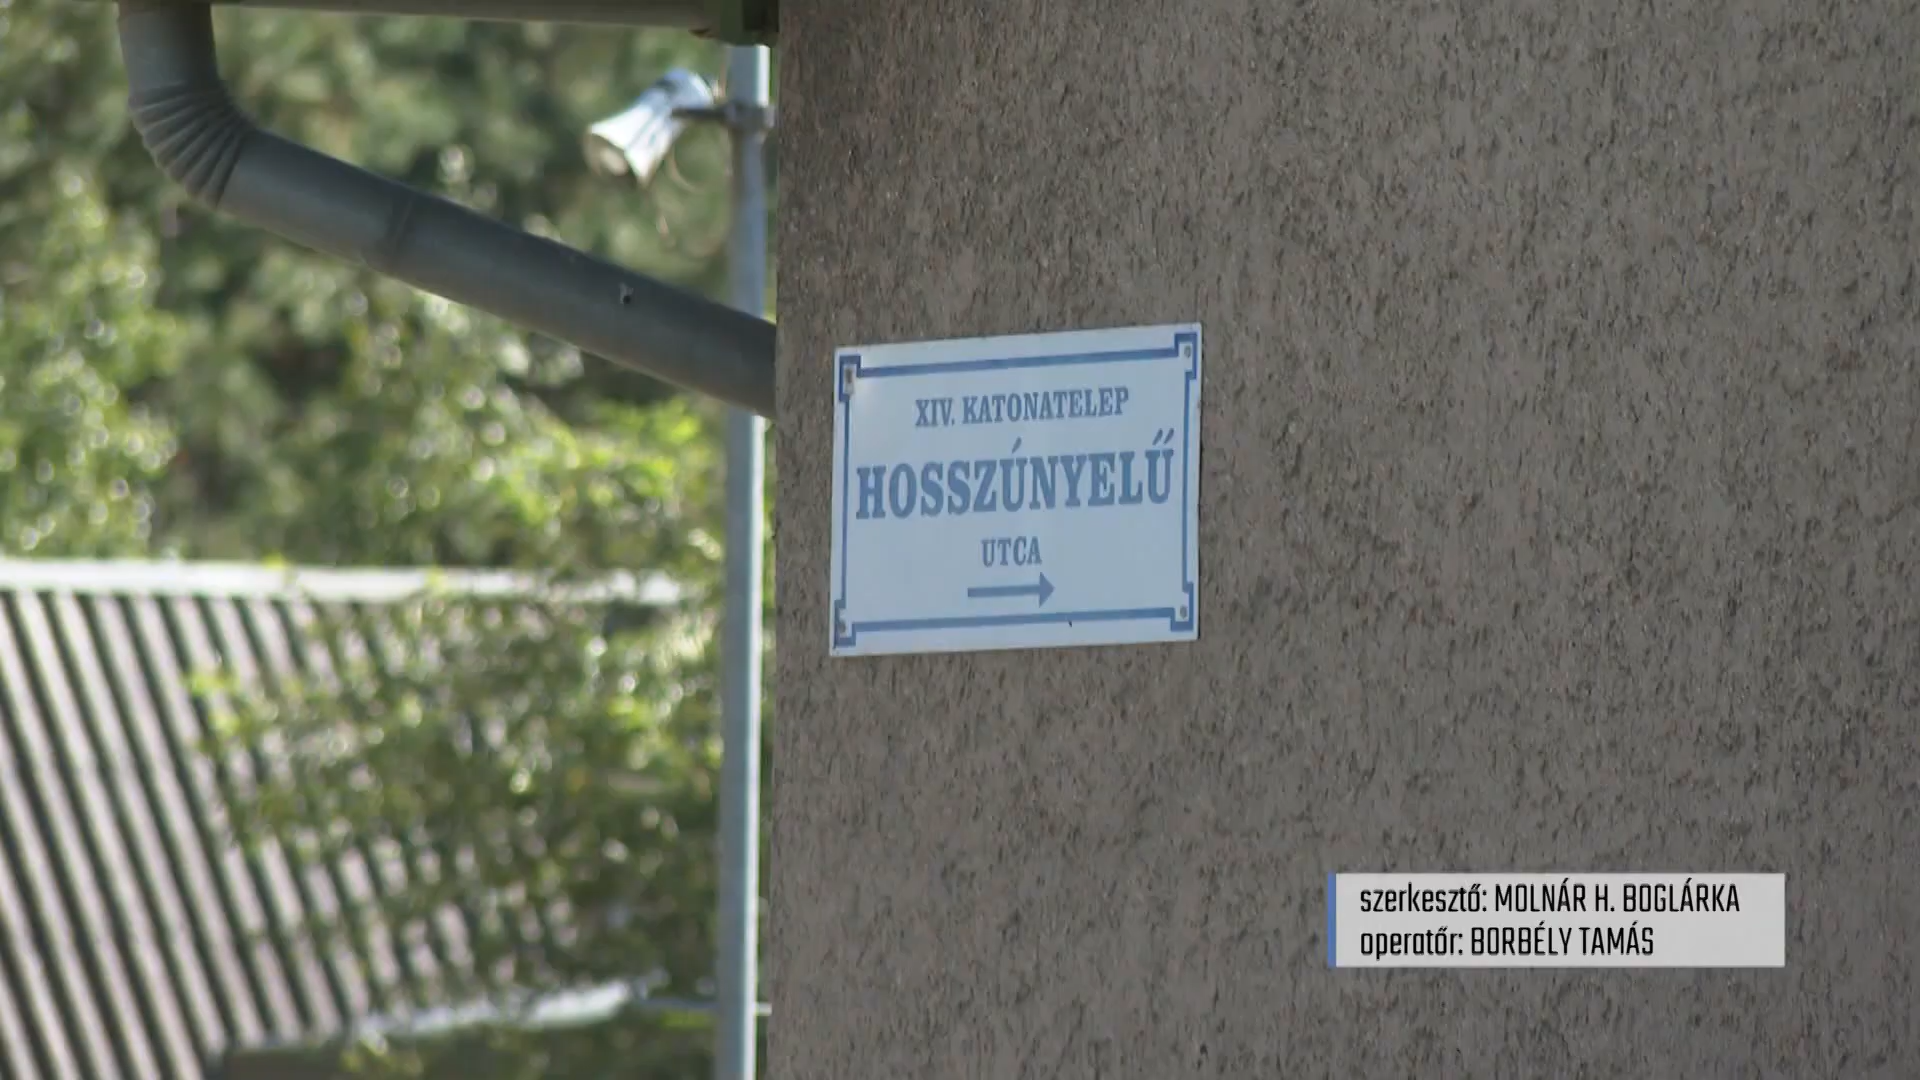 XIV. KATONATELEP
HOSSZÚNYELŰ
UTCA
szerkesztő: MOLNÁR H. BOGLÁRKA
operatőr: BORBÉLY TAMÁS